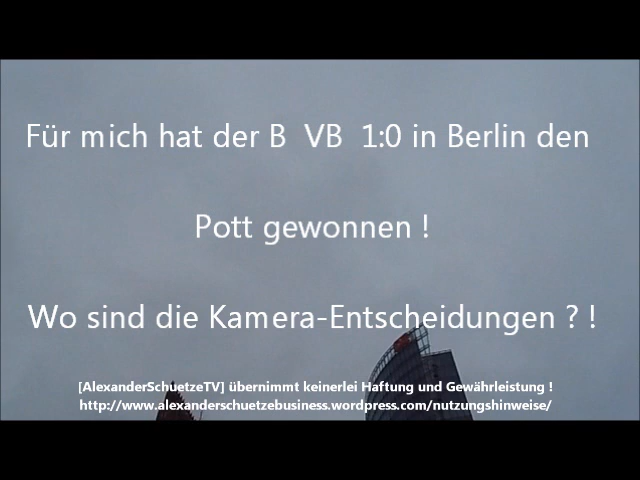 Für mich hat der B  VB  1:0 in Berlin den
Pott gewonnen !
Wo sind die Kamera-Entscheidungen ? !
[AlexanderSchuetzeTV] übernimmt keinerlei Haftung und Gewährleistung !
http://www.alexanderschuetzebusiness.wordpress.com/nutzungshinweise/